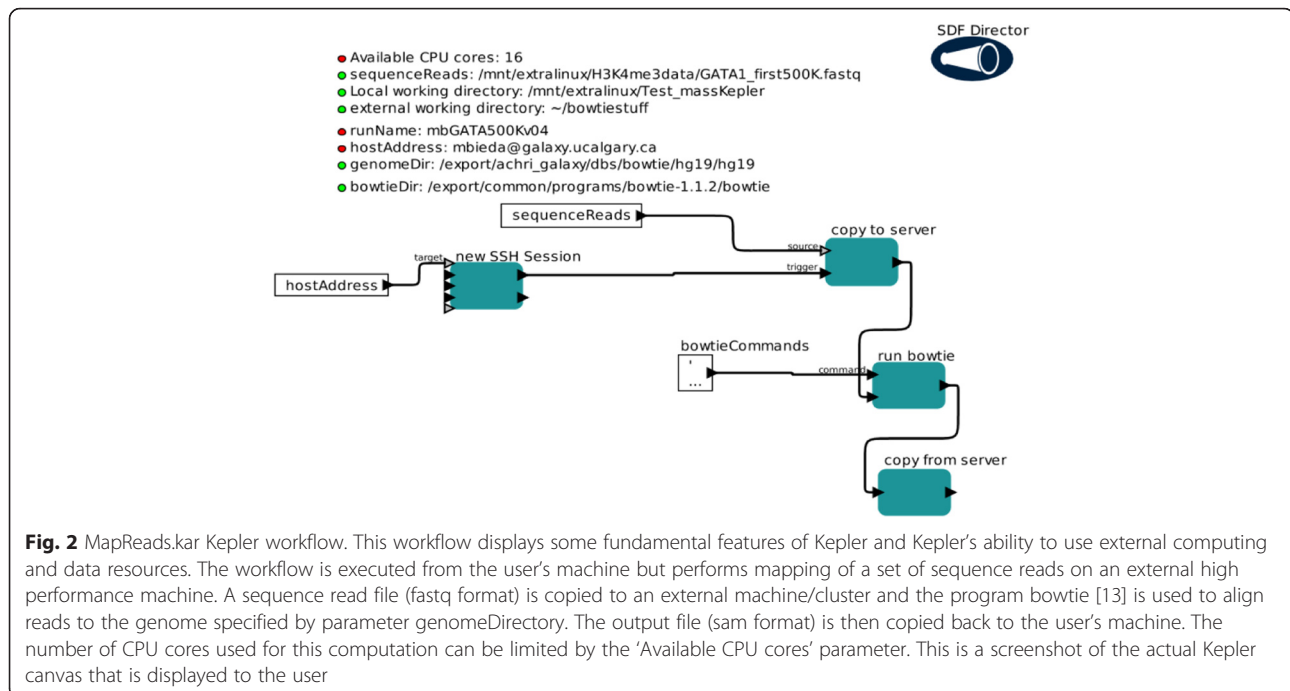 SDF Director
Available CPU cores: 16
sequenceReads: /mnt/extralinux/H3K4me3data/GATA1_first500K.fastq
Local working directory: /mnt/extralinux/Test_massKepler
external working directory: ~/bowtiestuff
runName: mbGATA500Kv04
hostAddress: mbieda@galaxy.ucalgary.ca
genomeDir: /export/achri_galaxy/dbs/bowtie/hg19/hg19
bowtieDir: /export/common/programs/bowtie-1.1.2/bowtie
sequenceReads
copy to server
source
target
new SSH Session
trigger
hostAddress
bowtieCommands
'
...
run bowtie
command
copy from server
Fig. 2 MapReads.kar Kepler workflow. This workflow displays some fundamental features of Kepler and Kepler's ability to use external computing
and data resources. The workflow is executed from the user's machine but performs mapping of a set of sequence reads on an external high
performance machine. A sequence read file (fastq format) is copied to an external machine/cluster and the program bowtie [13] is used to align
reads to the genome specified by parameter genomeDirectory. The output file (sam format) is then copied back to the user's machine. The
number of CPU cores used for this computation can be limited by the 'Available CPU cores' parameter. This is a screenshot of the actual Kepler
canvas that is displayed to the user